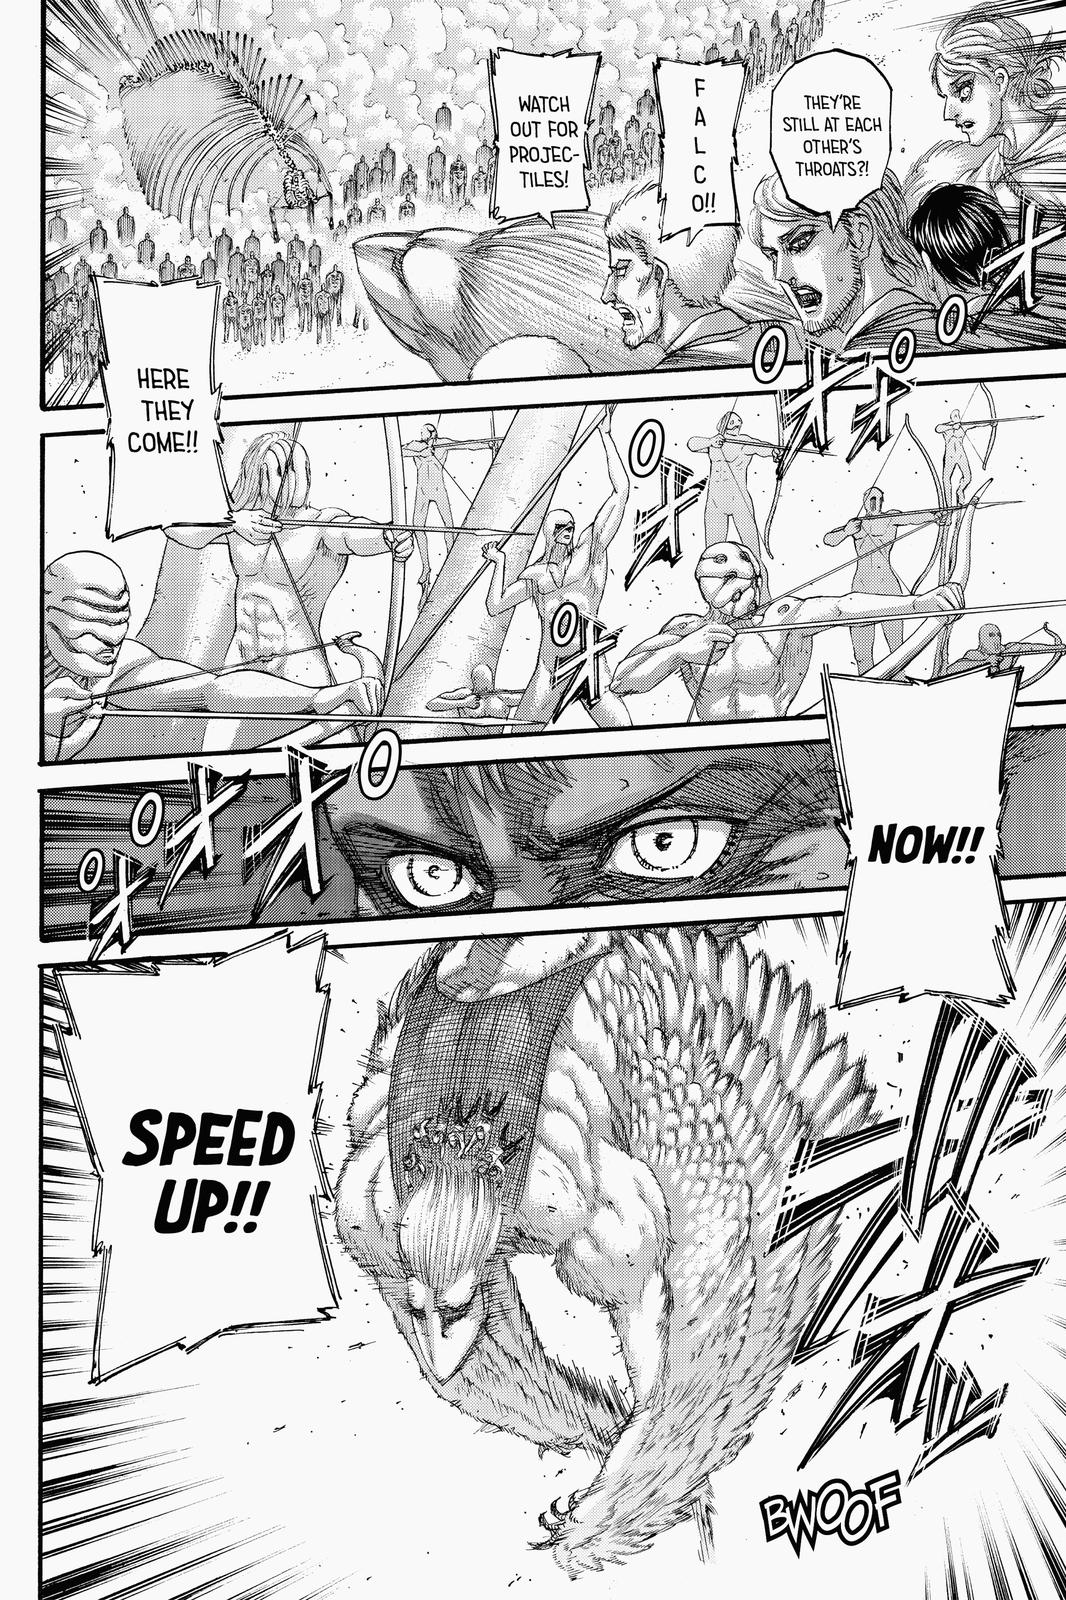 THEY'RE
STILL AT EACH
OTHER'S
THROATS?!
F
A
L
C
O!!
WATCH
OUT FOR
PROJEC-
TILES!
HERE
THEY
COME!!
NOW!!
SPEED
UP!!
BWOOF